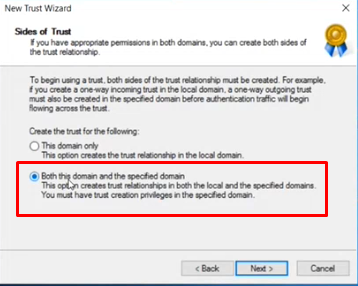 New Trust Wizard
Sides of Trust
If you have appropriate permissions in both domains, you can create both sides of
the trust relationship.
To begin using a trust, both sides of the trust relationship must be created. For example,
if you create a one-way incoming trust in the local domain, a one-way outgoing trust
must also be created in the specified domain before authentication traffic will begin
flowing across the trust.
Create the trust for the following:
This domain only
This option creates the trust relationship in the local domain.
Both this domain and the specified domain
This option creates trust relationships in both the local and the specified domains.
You must have trust creation privileges in the specified domain.
< Back
Next >
Cancel